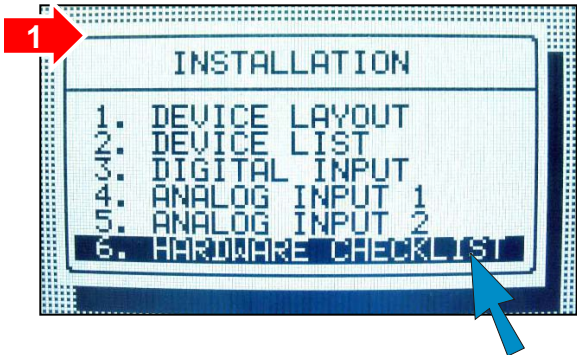 1
INSTALLATION
1. DEVICE LAYOUT
2. DEVICE LIST
3. DIGITAL INPUT
4. ANALOG INPUT 1
5. ANALOG INPUT 2
6. HARDWARE CHECKLIST